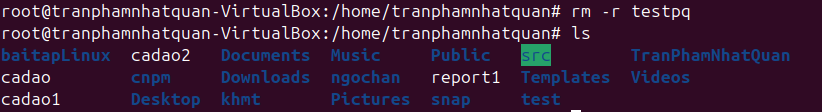 root@tranphamnhatquan-VirtualBox:/home/tranphamnhatquan# rm -r testpq
root@tranphamnhatquan-VirtualBox:/home/tranphamnhatquan# ls
baitapLinux cadao2 Documents Music Public src TranPhamNhatQuan
cadao cnpm Downloads ngochan report1 Templates Videos
cadao1 Desktop khmt Pictures snap test